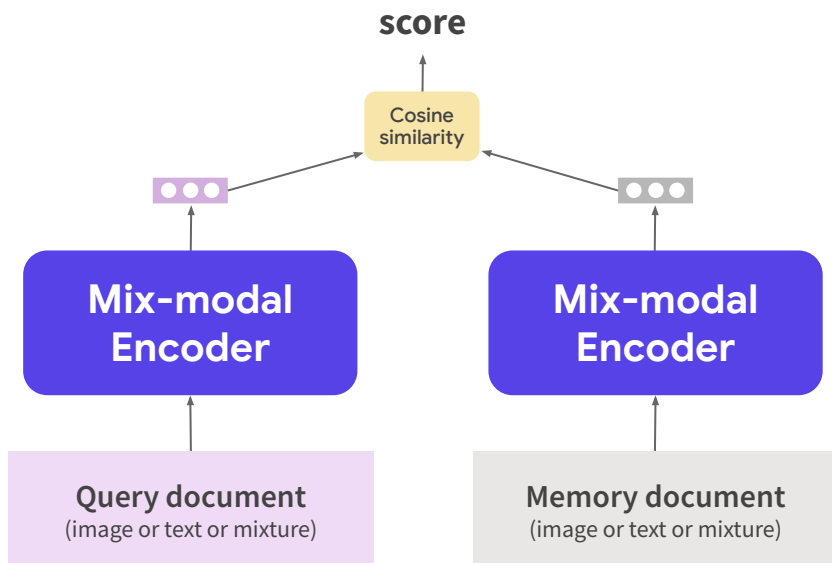 score
Cosine
similarity
Mix-modal
Encoder
Mix-modal
Encoder
Query document
(image or text or mixture)
Memory document
(image or text or mixture)